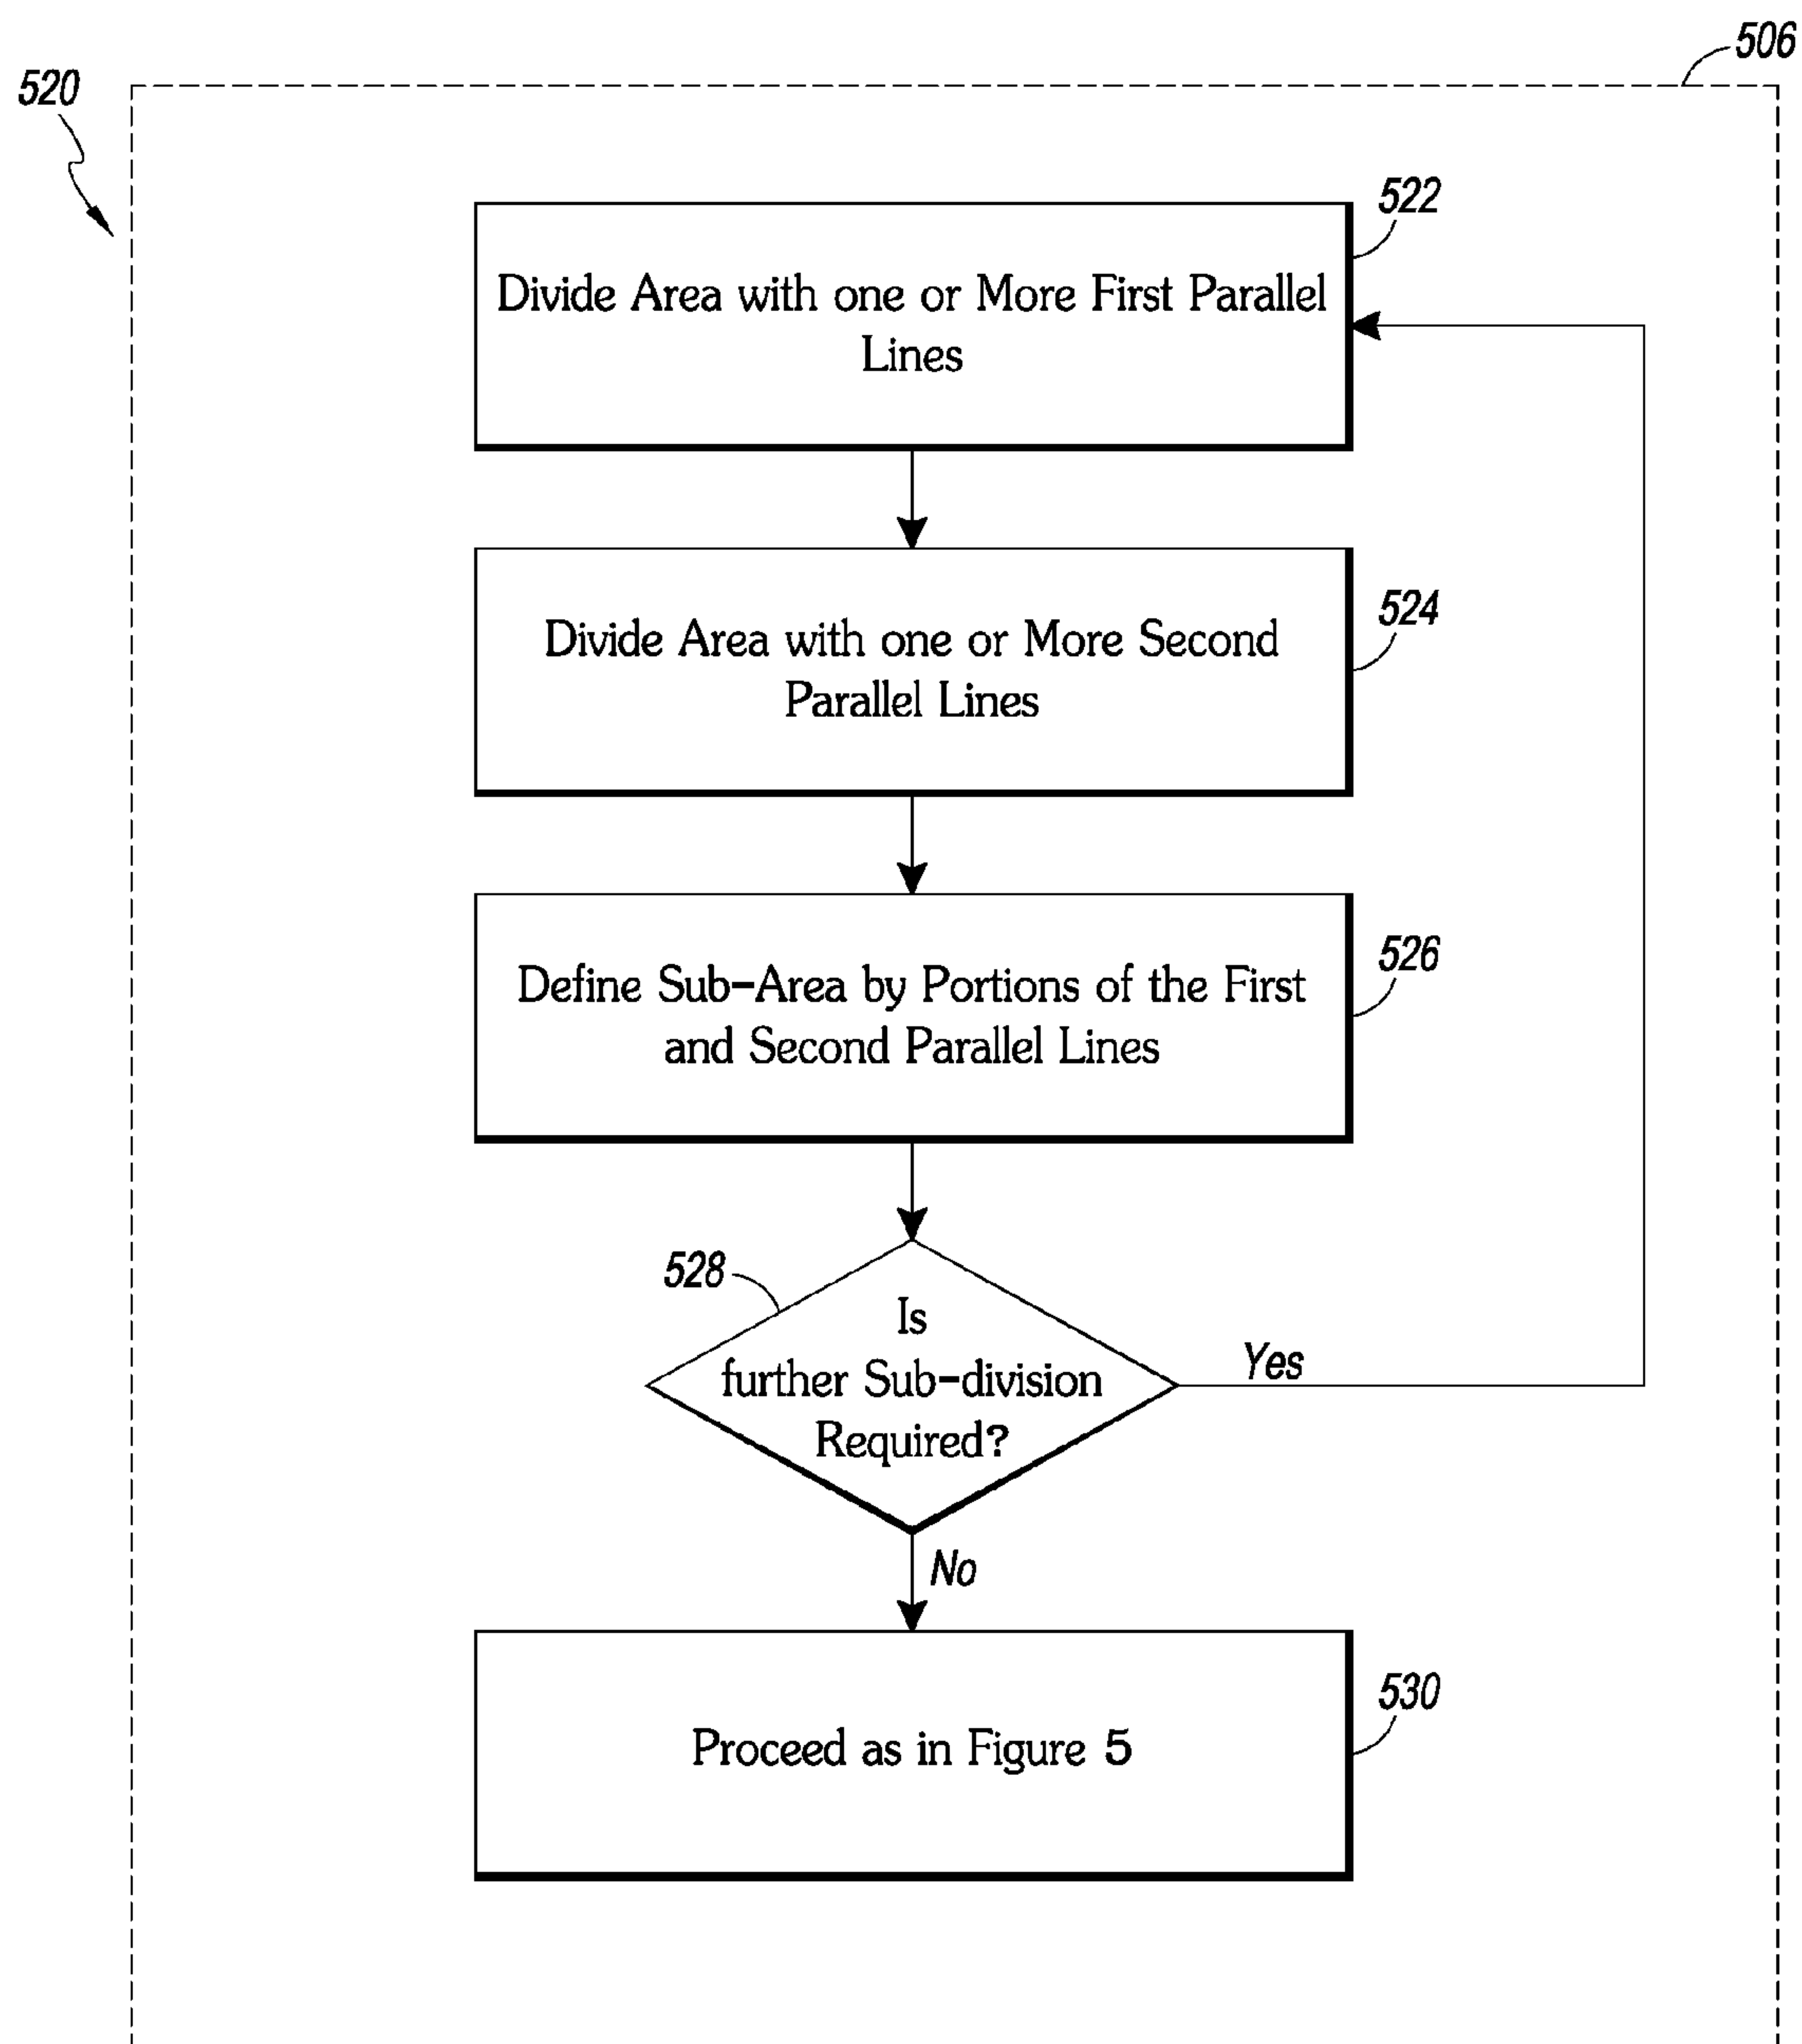 506
520
522
Divide Area with one or More First Parallel
Lines
524
Divide Area with one or More Second
Parallel Lines
526
Define Sub-Area by Portions of the First
and Second Parallel Lines
528
Is
further Sub-division
Required?
Yes
No
530
Proceed as in Figure 5